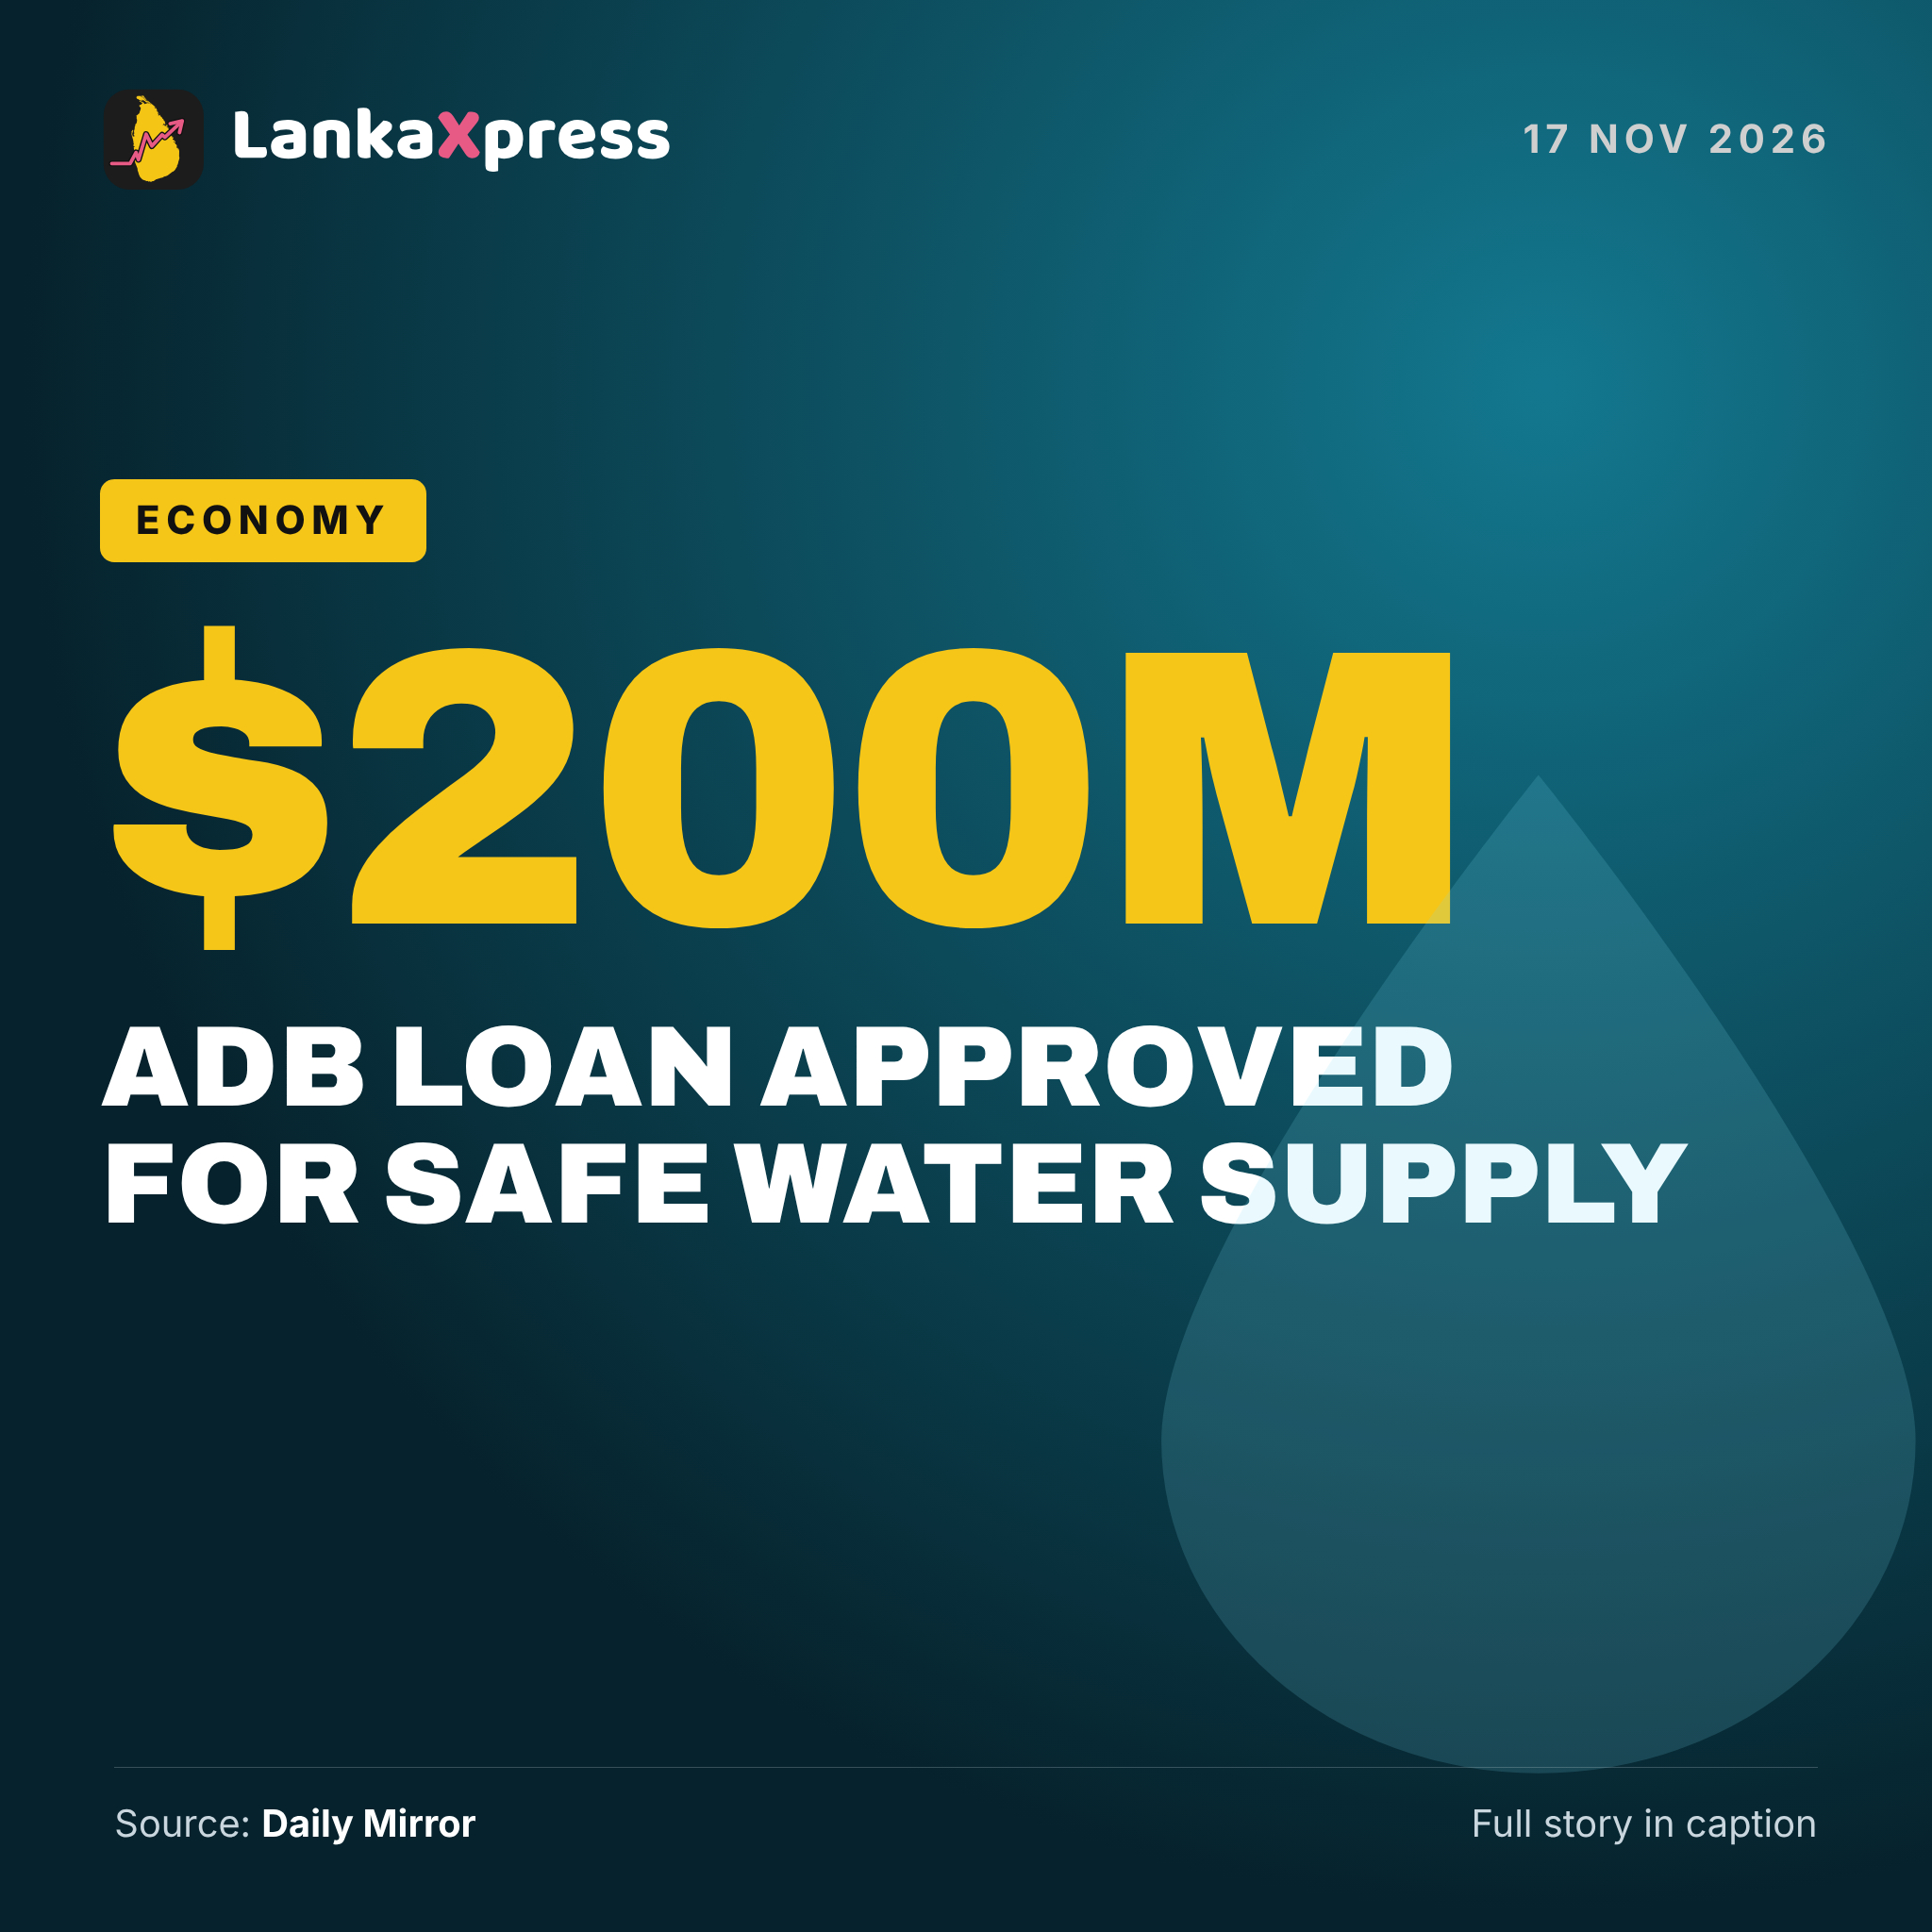 LankaXpress
17 NOV 2026
ECONOMY
$200M
ADB LOAN APPROVED
FOR SAFE WATER SUPPLY
Source: Daily Mirror
Full story in caption